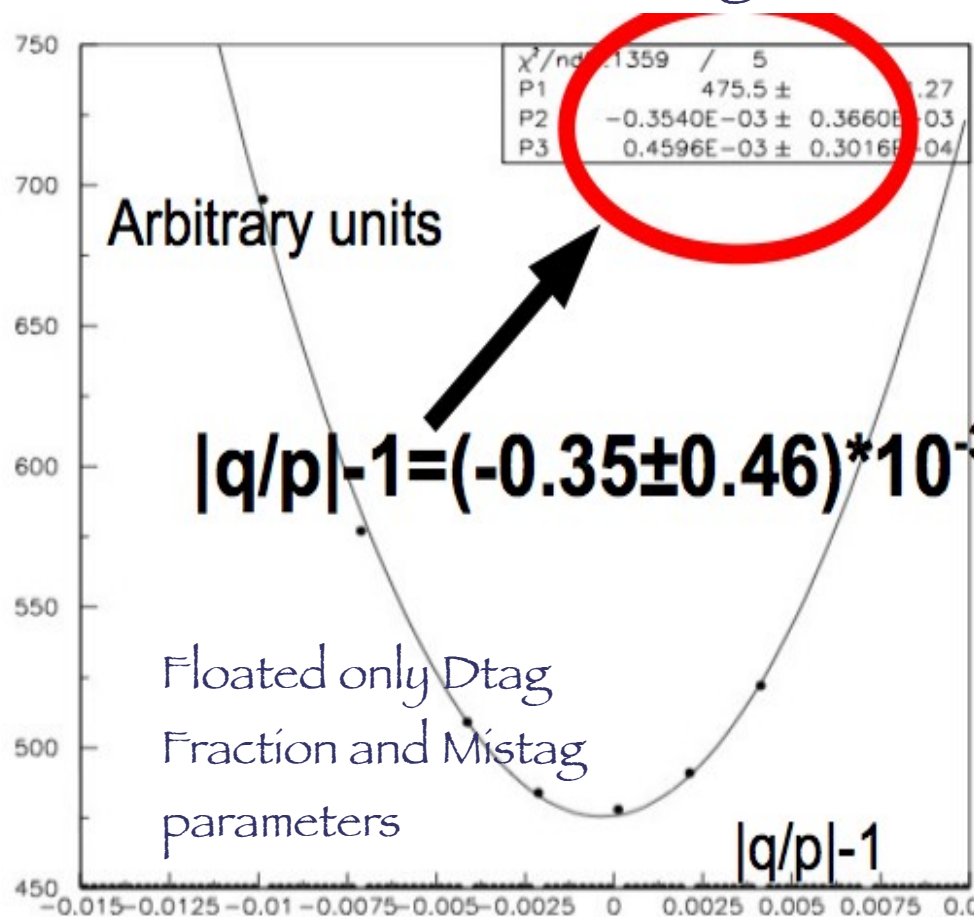 750
χ²/nd 1359 / 5
P1 475.5 ± .27
P2 −0.3540E−03 ± 0.3660E−03
P3 0.4596E−03 ± 0.3016E−04
700
Arbitrary units
650
600
|q/p|-1=(-0.35±0.46)*10
550
Floated only Dtag
Fraction and Mistag
500
parameters
|q/p|-1
450
−0.015 −0.0125 −0.01 −0.0075 −0.005 −0.0025 0 0.0025 0.005 0.0075